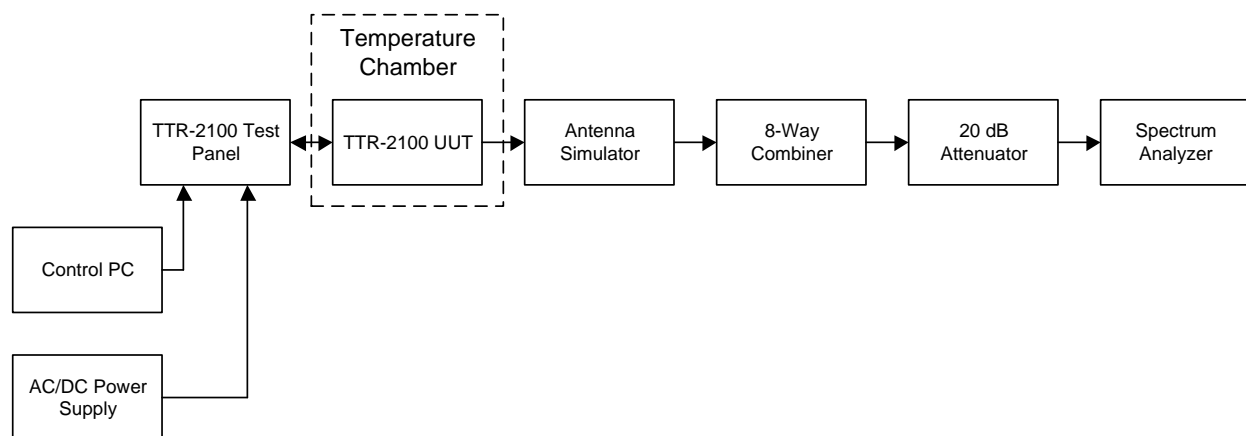 Temperature
Chamber
TTR-2100 Test
Panel
TTR-2100 UUT
Antenna
Simulator
8-Way
Combiner
20 dB
Attenuator
Spectrum
Analyzer
Control PC
AC/DC Power
Supply